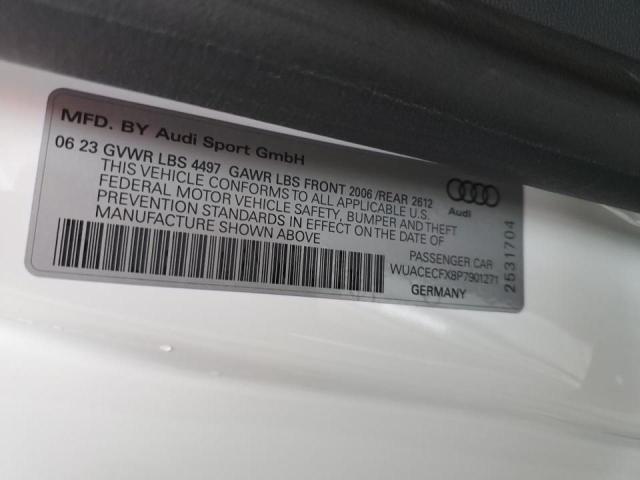 MFD. BY Audi Sport GmbH
06 23 GVWR LBS 4497 GAWR LBS FRONT 2006 /REAR 2612
THIS VEHICLE CONFORMS TO ALL APPLICABLE U.S.
FEDERAL MOTOR VEHICLE SAFETY, BUMPER AND THEFT
PREVENTION STANDARDS IN EFFECT ON THE DATE OF
MANUFACTURE SHOWN ABOVE
Audi
PASSENGER CAR
WUACECFX8P7901271
GERMANY
2531704